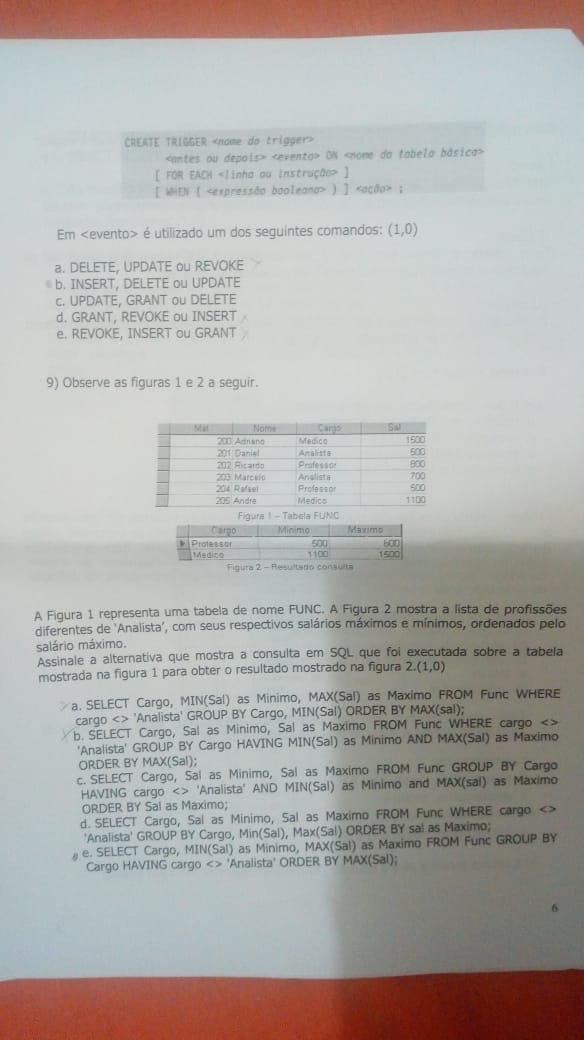 CREATE TRIGGER <nome do trigger>
<antes ou depois> <evento> ON <nome da tabela básica>
[ FOR EACH <linha ou instrução> ]
[ WHEN ( <expressão booleana> ) ] <ação> ;
Em <evento> é utilizado um dos seguintes comandos: (1,0)
a. DELETE, UPDATE ou REVOKE
b. INSERT, DELETE ou UPDATE
c. UPDATE, GRANT ou DELETE
d. GRANT, REVOKE ou INSERT
e. REVOKE, INSERT ou GRANT
9) Observe as figuras 1 e 2 a seguir.
Mat Nome Cargo Sal
200 Adriano Medico 1500
201 Daniel Analista 500
202 Ricardo Professor 800
203 Marcelo Analista 700
204 Rafael Professor 500
205 Andre Medico 1100
Figura 1 – Tabela FUNC
Cargo Minimo Maximo
Professor 500 800
Medico 1100 1500
Figura 2 – Resultado consulta
A Figura 1 representa uma tabela de nome FUNC. A Figura 2 mostra a lista de profissões
diferentes de 'Analista', com seus respectivos salários máximos e mínimos, ordenados pelo
salário máximo.
Assinale a alternativa que mostra a consulta em SQL que foi executada sobre a tabela
mostrada na figura 1 para obter o resultado mostrado na figura 2.(1,0)
a. SELECT Cargo, MIN(Sal) as Minimo, MAX(Sal) as Maximo FROM Func WHERE
cargo <> 'Analista' GROUP BY Cargo, MIN(Sal) ORDER BY MAX(sal);
b. SELECT Cargo, Sal as Minimo, Sal as Maximo FROM Func WHERE cargo <>
'Analista' GROUP BY Cargo HAVING MIN(Sal) as Minimo AND MAX(Sal) as Maximo
ORDER BY MAX(Sal);
c. SELECT Cargo, Sal as Minimo, Sal as Maximo FROM Func GROUP BY Cargo
HAVING cargo <> 'Analista' AND MIN(Sal) as Minimo and MAX(sal) as Maximo
ORDER BY Sal as Maximo;
d. SELECT Cargo, Sal as Minimo, Sal as Maximo FROM Func WHERE cargo <>
'Analista' GROUP BY Cargo, Min(Sal), Max(Sal) ORDER BY sal as Maximo;
e. SELECT Cargo, MIN(Sal) as Minimo, MAX(Sal) as Maximo FROM Func GROUP BY
Cargo HAVING cargo <> 'Analista' ORDER BY MAX(Sal);
6